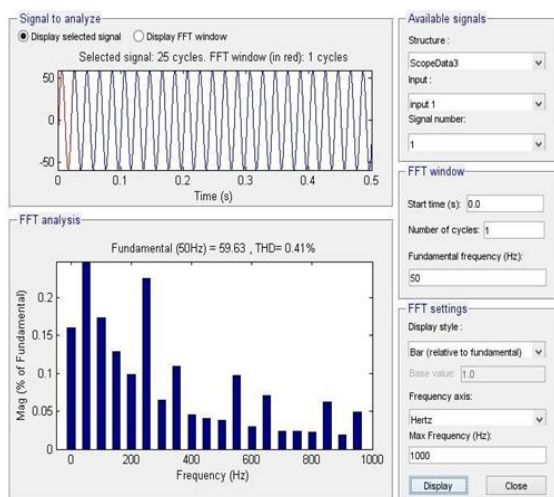 Signal to analyze
Display selected signal Display FFT window
Selected signal: 25 cycles. FFT window (in red): 1 cycles
50
0
-50
0 0.1 0.2 0.3 0.4 0.5
Time (s)
FFT analysis
Fundamental (50Hz) = 59.63 , THD= 0.41%
Mag (% of Fundamental)
0.2
0.15
0.1
0.05
0
0 200 400 600 800 1000
Frequency (Hz)
Available signals
Structure :
ScopeData3
Input :
input 1
Signal number:
1
FFT window
Start time (s): 0.0
Number of cycles: 1
Fundamental frequency (Hz):
50
FFT settings
Display style :
Bar (relative to fundamental)
Base value: 1.0
Frequency axis:
Hertz
Max Frequency (Hz):
1000
Display Close